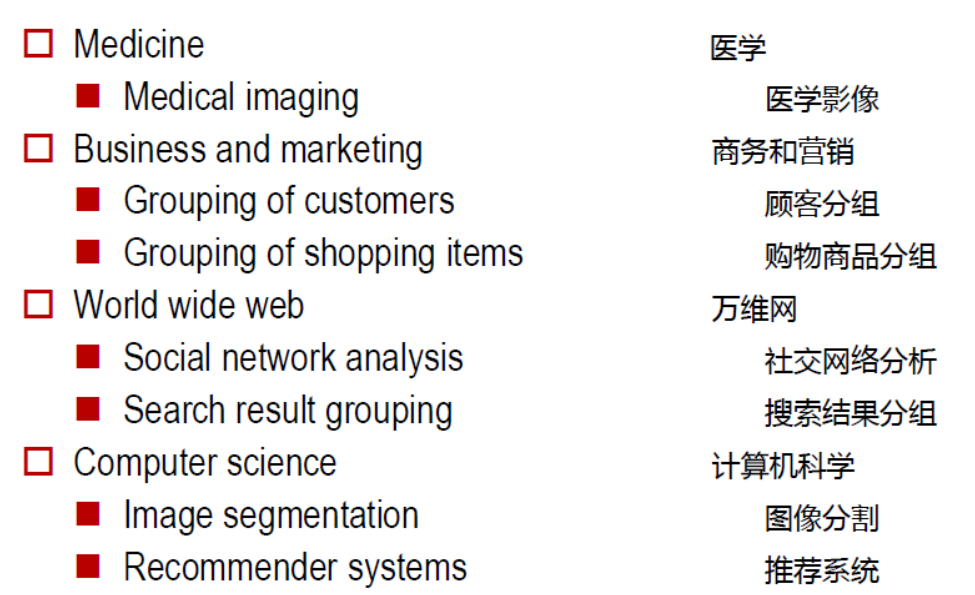 Medicine 医学
Medical imaging 医学影像
Business and marketing 商务和营销
Grouping of customers 顾客分组
Grouping of shopping items 购物商品分组
World wide web 万维网
Social network analysis 社交网络分析
Search result grouping 搜索结果分组
Computer science 计算机科学
Image segmentation 图像分割
Recommender systems 推荐系统